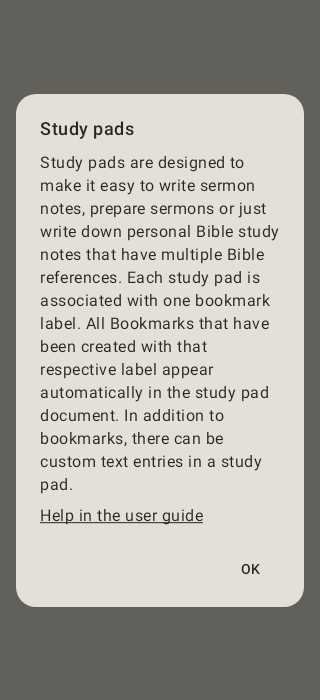 Study pads
Study pads are designed to
make it easy to write sermon
notes, prepare sermons or just
write down personal Bible study
notes that have multiple Bible
references. Each study pad is
associated with one bookmark
label. All Bookmarks that have
been created with that
respective label appear
automatically in the study pad
document. In addition to
bookmarks, there can be
custom text entries in a study
pad.
Help in the user guide
OK